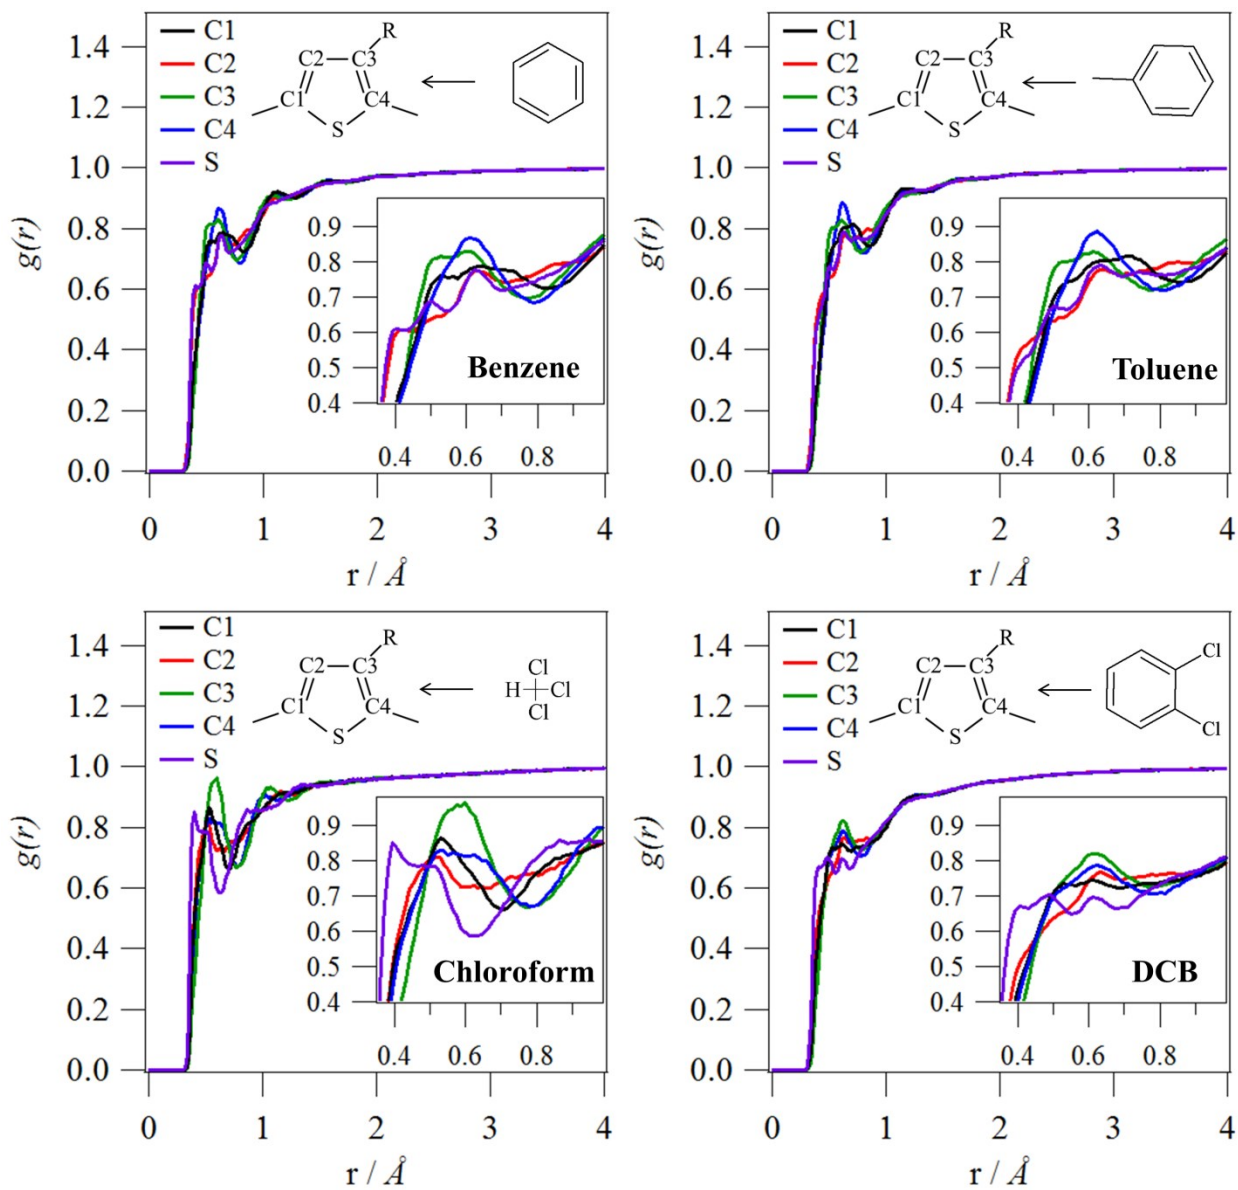 C1
C2
C3
C4
S
R
C2 C3
C1 C4
S
1.4
1.2
1.0
0.8
0.6
0.4
0.2
0.0
g(r)
0.9
0.8
0.7
0.6
0.5
0.4
Benzene
0.4 0.6 0.8
0 1 2 3 4
r / Å
C1
C2
C3
C4
S
R
C2 C3
C1 C4
S
1.4
1.2
1.0
0.8
0.6
0.4
0.2
0.0
g(r)
0.9
0.8
0.7
0.6
0.5
0.4
Toluene
0.4 0.6 0.8
0 1 2 3 4
r / Å
C1
C2
C3
C4
S
R
C2 C3
C1 C4
S
Cl
H Cl
Cl
1.4
1.2
1.0
0.8
0.6
0.4
0.2
0.0
g(r)
0.9
0.8
0.7
0.6
0.5
0.4
Chloroform
0.4 0.6 0.8
0 1 2 3 4
r / Å
C1
C2
C3
C4
S
R
C2 C3
C1 C4
S
Cl
Cl
1.4
1.2
1.0
0.8
0.6
0.4
0.2
0.0
g(r)
0.9
0.8
0.7
0.6
0.5
0.4
DCB
0.4 0.6 0.8
0 1 2 3 4
r / Å